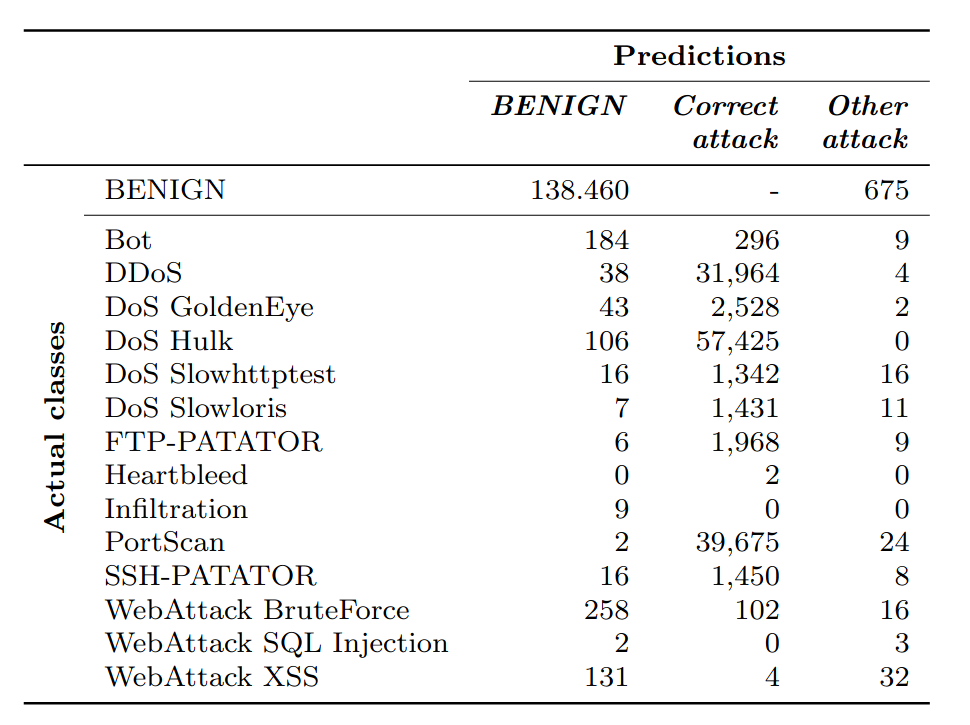 Predictions
BENIGN Correct attack Other attack
BENIGN 138.460 - 675
Actual classes
Bot 184 296 9
DDoS 38 31,964 4
DoS GoldenEye 43 2,528 2
DoS Hulk 106 57,425 0
DoS Slowhttptest 16 1,342 16
DoS Slowloris 7 1,431 11
FTP-PATATOR 6 1,968 9
Heartbleed 0 2 0
Infiltration 9 0 0
PortScan 2 39,675 24
SSH-PATATOR 16 1,450 8
WebAttack BruteForce 258 102 16
WebAttack SQL Injection 2 0 3
WebAttack XSS 131 4 32